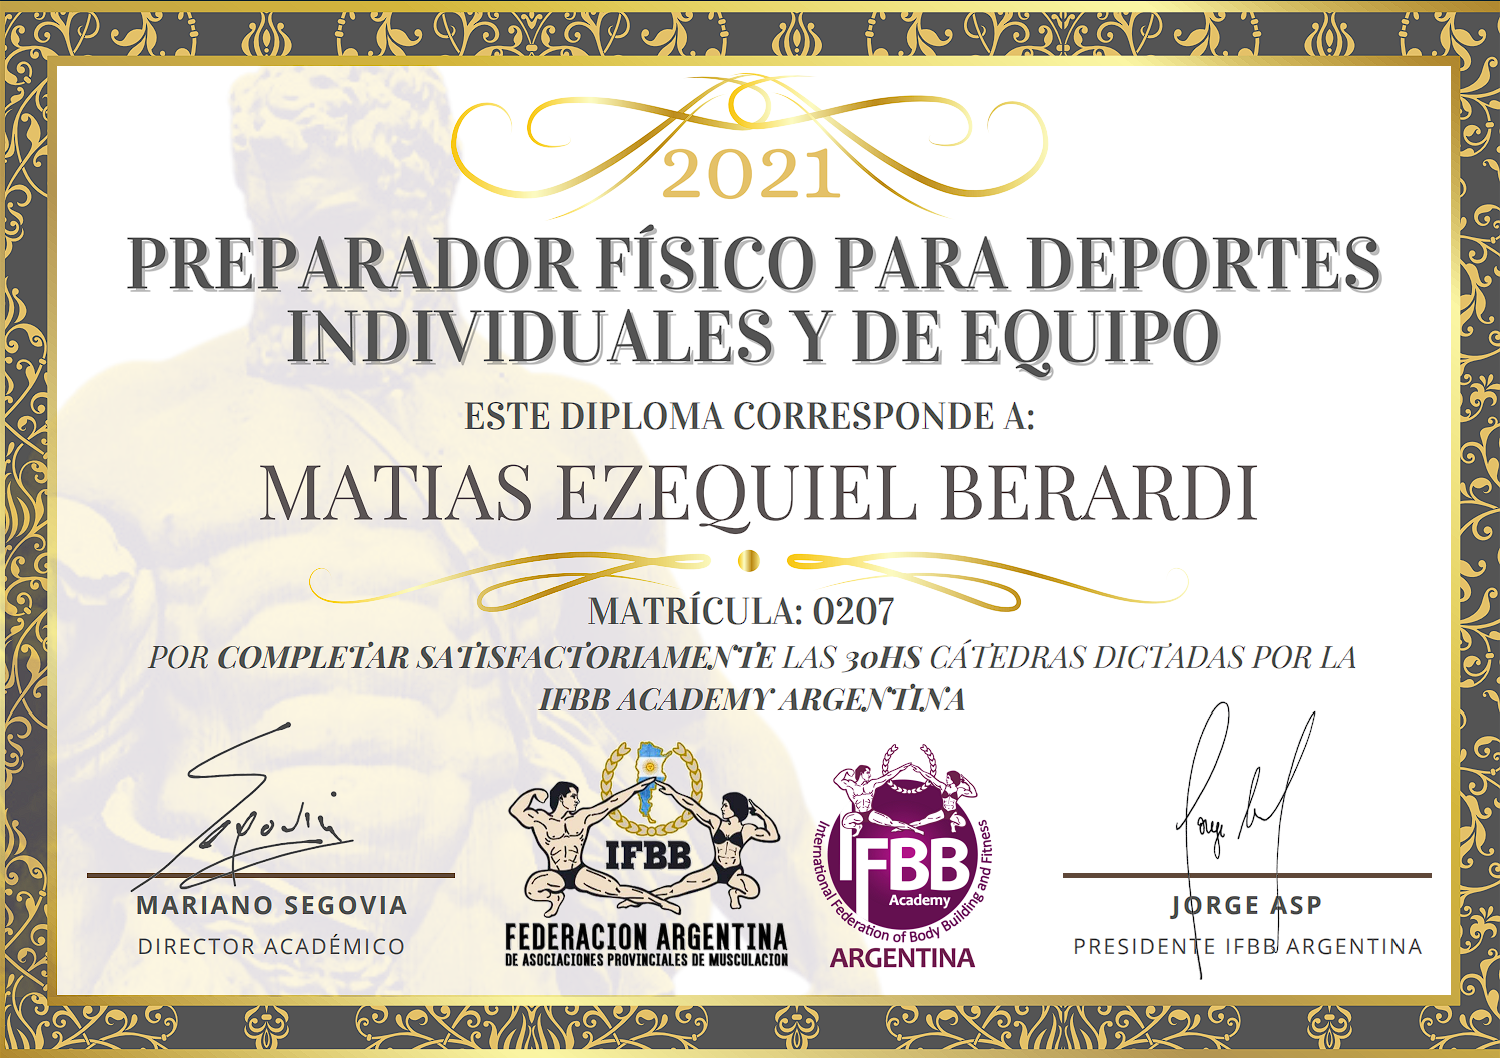 2021
PREPARADOR FÍSICO PARA DEPORTES
INDIVIDUALES Y DE EQUIPO
ESTE DIPLOMA CORRESPONDE A:
MATIAS EZEQUIEL BERARDI
MATRÍCULA: 0207
POR COMPLETAR SATISFACTORIAMENTE LAS 30HS CÁTEDRAS DICTADAS POR LA
IFBB ACADEMY ARGENTINA
Segovia
MARIANO SEGOVIA
DIRECTOR ACADÉMICO
IFBB
FEDERACION ARGENTINA
DE ASOCIACIONES PROVINCIALES DE MUSCULACION
IFBB
Academy
International Federation of Body Building and Fitness
ARGENTINA
Jorge
JORGE ASP
PRESIDENTE IFBB ARGENTINA